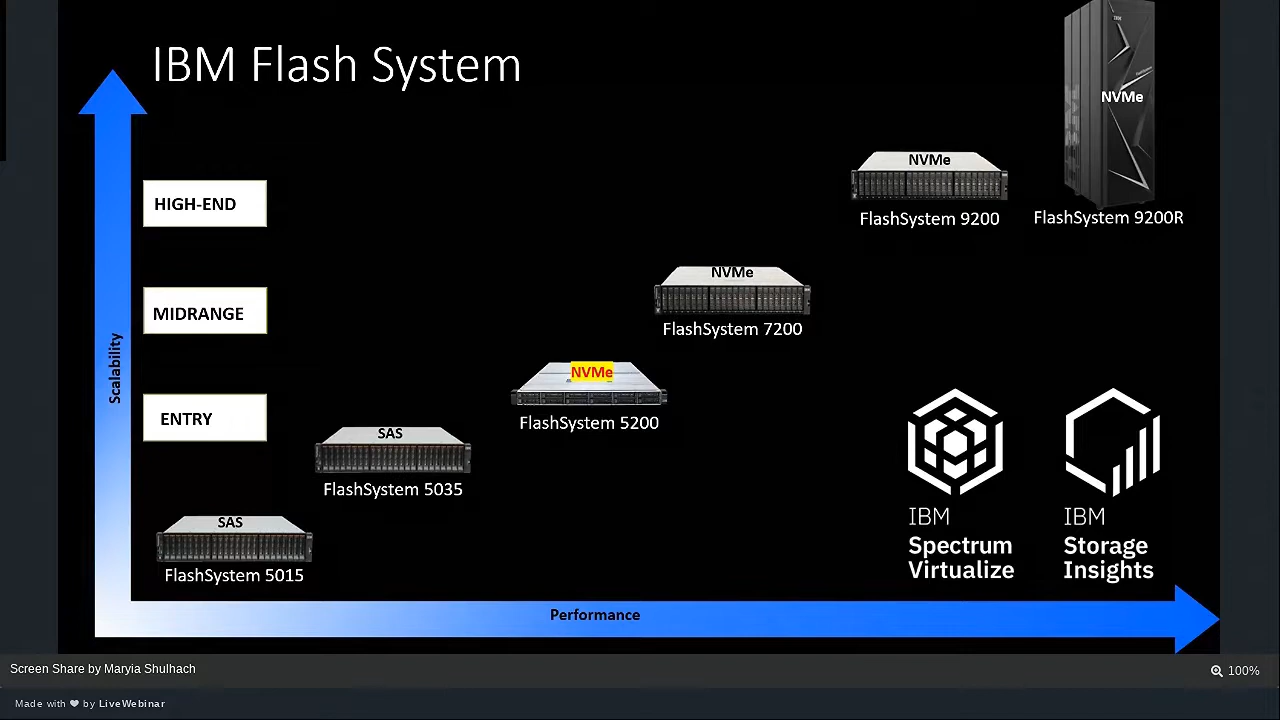 IBM Flash System
NVMe
NVMe
FlashSystem 9200
FlashSystem 9200R
HIGH-END
NVMe
FlashSystem 7200
MIDRANGE
Scalability
NVMe
FlashSystem 5200
ENTRY
SAS
FlashSystem 5035
SAS
FlashSystem 5015
IBM
Spectrum
Virtualize
IBM
Storage
Insights
Performance
Screen Share by Maryia Shulhach
100%
Made with ❤ by LiveWebinar